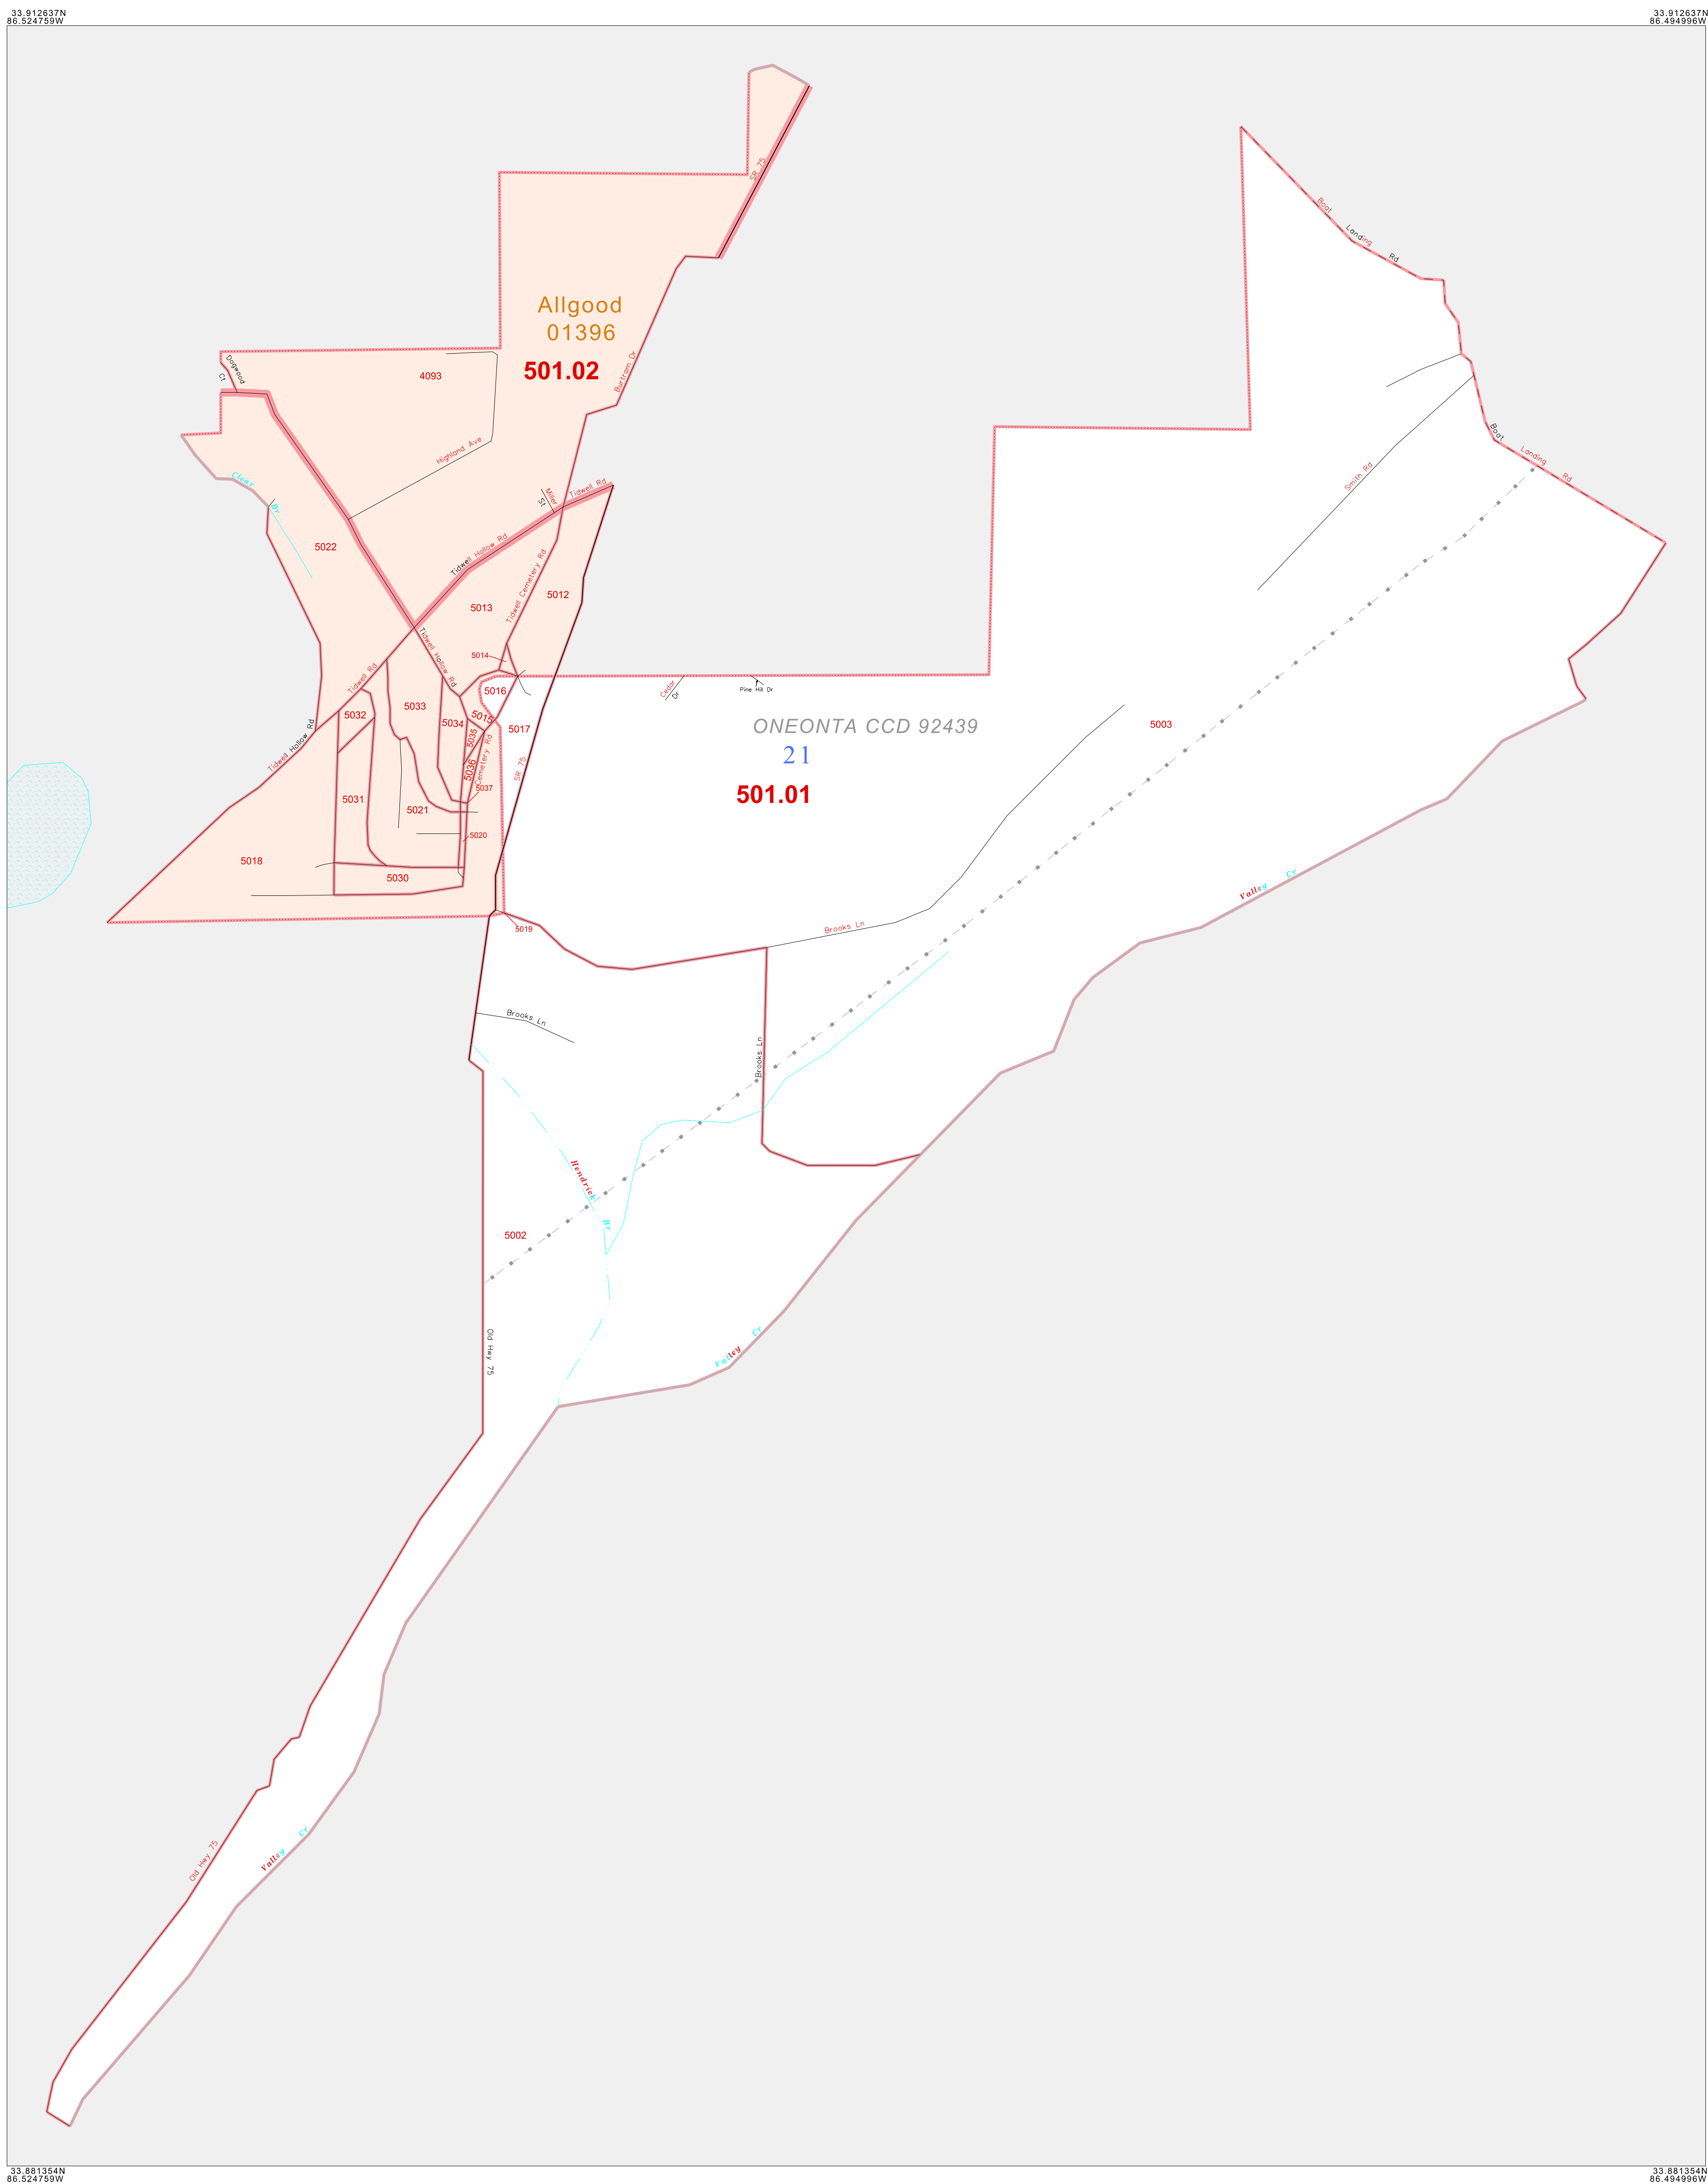 33.912637N
86.524759W
33.912637N
86.494996W
SR 75
Boat
Landing
Rd
Allgood
01396
501.02
Burtram Dr
Dogwood
Ct
4093
Highland Ave
Boat
Landing
Rd
Smith Rd
Clear
Br
Miller
St
Tidwell Rd
5022
Tidwell Hollow Rd
Tidwell Cemetery Rd
5012
5013
Tidwell Hollow Rd
5014
Tidwell Rd
5016
Cedar
Dr
Pine Hill Dr
5033
5032
5034
5015
5017
ONEONTA CCD 92439
21
501.01
5003
Tidwell Hollow Rd
5035
5036
Cemetery Rd
SR 75
5037
5031
5021
5020
5018
5030
Valley
Cr
5019
Brooks Ln
Brooks Ln
Brooks Ln
Hendrick
Br
5002
Old Hwy 75
Valley
Cr
Old Hwy 75
Valley
Cr
33.881354N
86.524759W
33.881354N
86.494996W